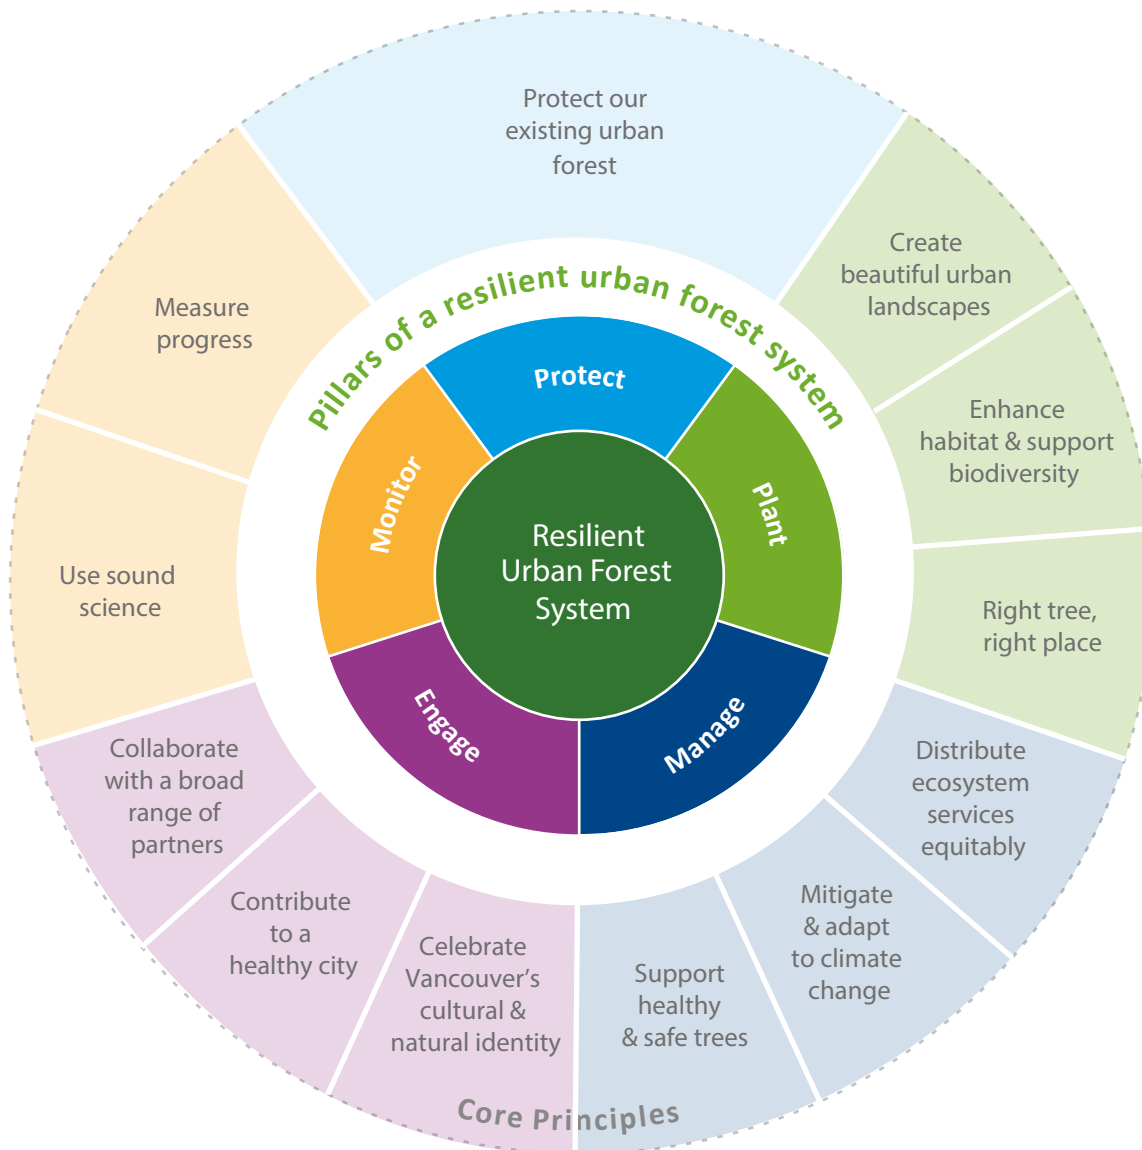 Protect our
existing urban
forest
Create
beautiful urban
landscapes
Enhance
habitat & support
biodiversity
Right tree,
right place
Distribute
ecosystem
services
equitably
Mitigate
& adapt
to climate
change
Support
healthy
& safe trees
Celebrate
Vancouver’s
cultural &
natural identity
Contribute
to a
healthy city
Collaborate
with a broad
range of
partners
Use sound
science
Measure
progress
Core Principles
Pillars of a resilient urban forest system
Protect
Plant
Manage
Engage
Monitor
Resilient
Urban Forest
System